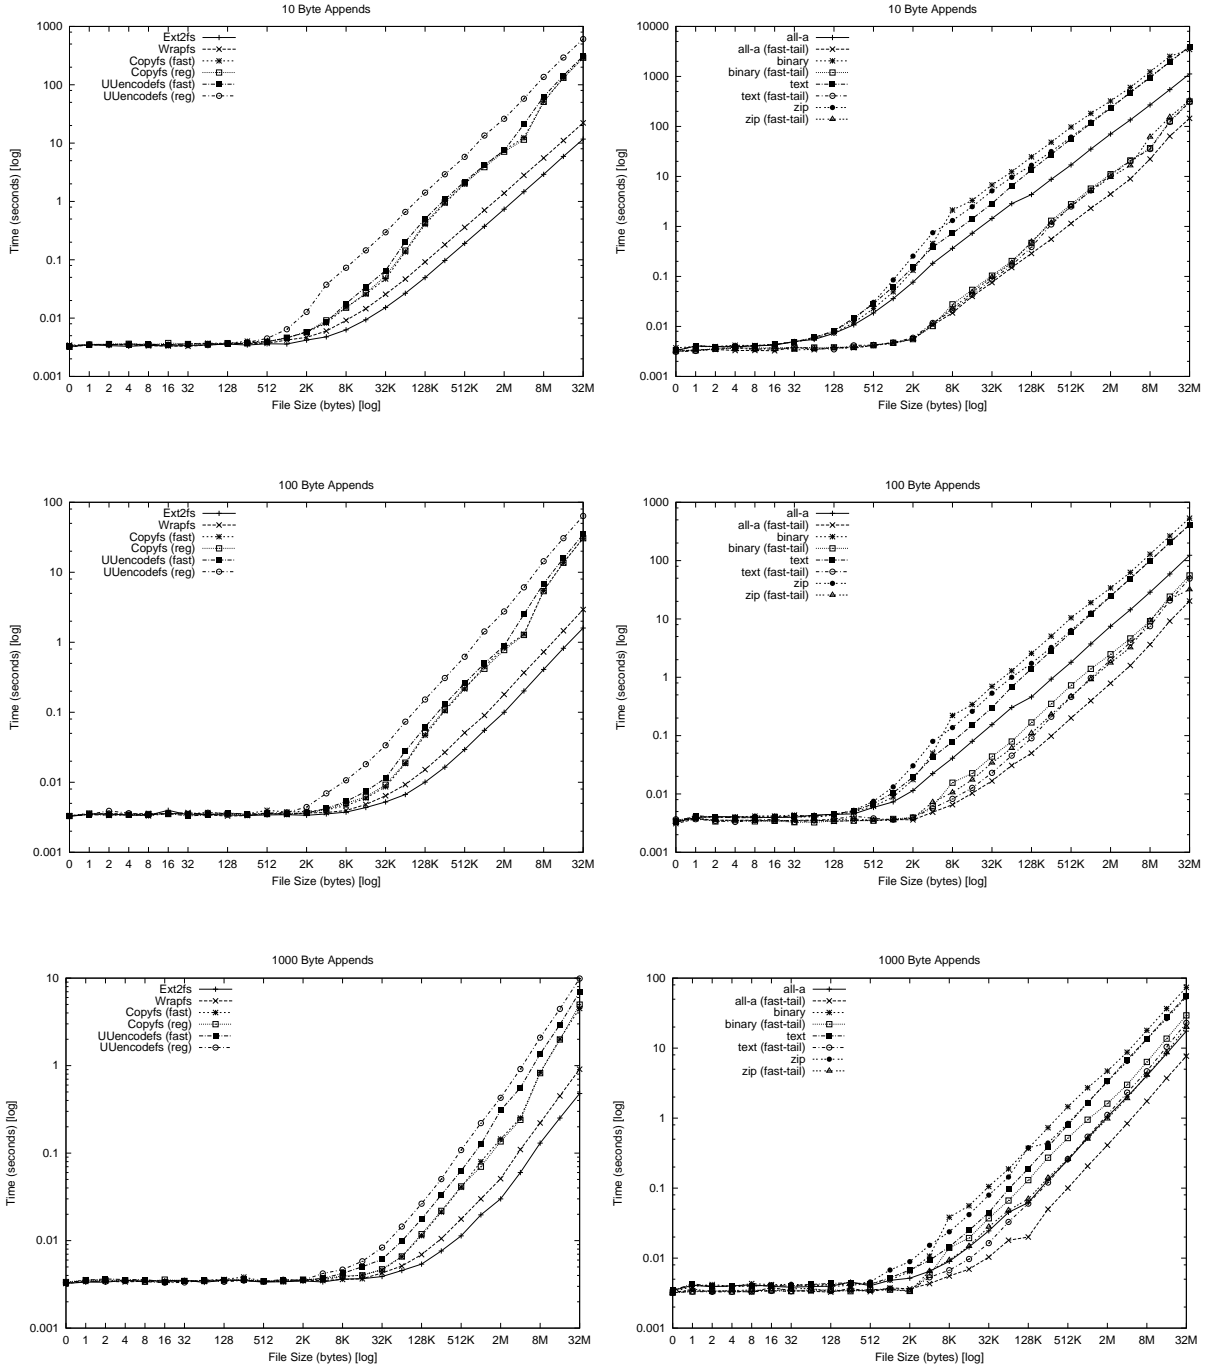 10 Byte Appends
1000
100
10
1
0.1
0.01
0.001
Time (seconds) [log]
Ext2fs
Wrapfs
Copyfs (fast)
Copyfs (reg)
UUencodefs (fast)
UUencodefs (reg)
0 1 2 4 8 16 32 128 512 2K 8K 32K 128K 512K 2M 8M 32M
File Size (bytes) [log]
10 Byte Appends
10000
1000
100
10
1
0.1
0.01
0.001
Time (seconds) [log]
all-a
all-a (fast-tail)
binary
binary (fast-tail)
text
text (fast-tail)
zip
zip (fast-tail)
0 1 2 4 8 16 32 128 512 2K 8K 32K 128K 512K 2M 8M 32M
File Size (bytes) [log]
100 Byte Appends
100
10
1
0.1
0.01
0.001
Time (seconds) [log]
Ext2fs
Wrapfs
Copyfs (fast)
Copyfs (reg)
UUencodefs (fast)
UUencodefs (reg)
0 1 2 4 8 16 32 128 512 2K 8K 32K 128K 512K 2M 8M 32M
File Size (bytes) [log]
100 Byte Appends
1000
100
10
1
0.1
0.01
0.001
Time (seconds) [log]
all-a
all-a (fast-tail)
binary
binary (fast-tail)
text
text (fast-tail)
zip
zip (fast-tail)
0 1 2 4 8 16 32 128 512 2K 8K 32K 128K 512K 2M 8M 32M
File Size (bytes) [log]
1000 Byte Appends
10
1
0.1
0.01
0.001
Time (seconds) [log]
Ext2fs
Wrapfs
Copyfs (fast)
Copyfs (reg)
UUencodefs (fast)
UUencodefs (reg)
0 1 2 4 8 16 32 128 512 2K 8K 32K 128K 512K 2M 8M 32M
File Size (bytes) [log]
1000 Byte Appends
100
10
1
0.1
0.01
0.001
Time (seconds) [log]
all-a
all-a (fast-tail)
binary
binary (fast-tail)
text
text (fast-tail)
zip
zip (fast-tail)
0 1 2 4 8 16 32 128 512 2K 8K 32K 128K 512K 2M 8M 32M
File Size (bytes) [log]